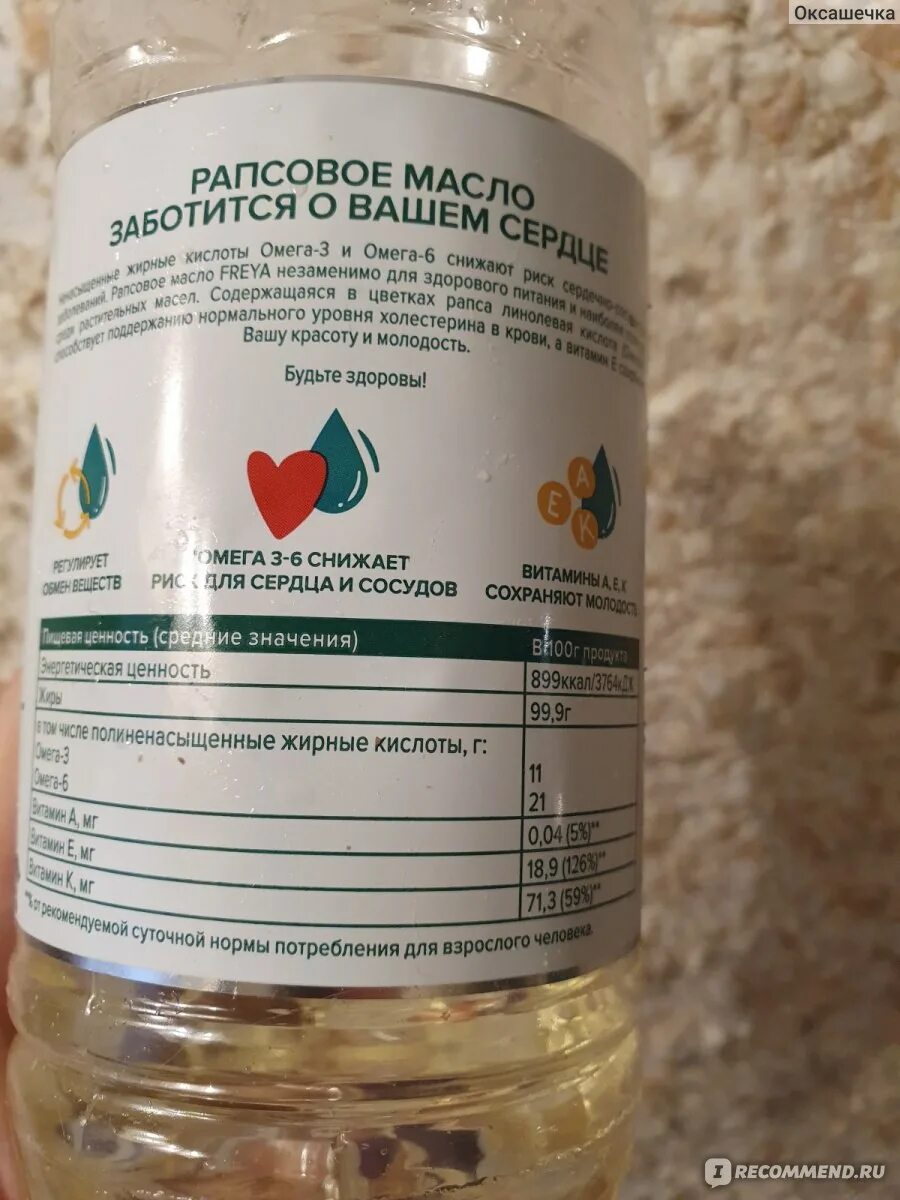 Оксашечка
РАПСОВОЕ МАСЛО
ЗАБОТИТСЯ О ВАШЕМ СЕРДЦЕ
жирные кислоты Омега-3 и Омега-6 снижают риск
Рапсовое масло FREYA незаменимо для здорового питания и наиболее
растительных масел. Содержащаяся в цветках рапса линолевая кислота
способствует поддержанию нормального уровня холестерина в крови, а витамин Е
Вашу красоту и молодость.
Будьте здоровы!
А
Е
К
РЕГУЛИРУЕТ
ОБМЕН ВЕЩЕСТВ
ОМЕГА 3-6 СНИЖАЕТ
РИСК ДЛЯ СЕРДЦА И СОСУДОВ
ВИТАМИНЫ А, Е, К
СОХРАНЯЮТ МОЛОДОСТЬ
Пищевая ценность (средние значения) В 100г продукта
Энергетическая ценность 899ккал/3764кДж
Жиры 99,9г
в том числе полиненасыщенные жирные кислоты, г:
Омега-3 11
Омега-6 21
Витамин А, мг 0,04 (5%)**
Витамин Е, мг 18,9 (126%)**
Витамин К, мг 71,3 (59%)**
**% от рекомендуемой суточной нормы потребления для взрослого человека.
IRECOMMEND.RU